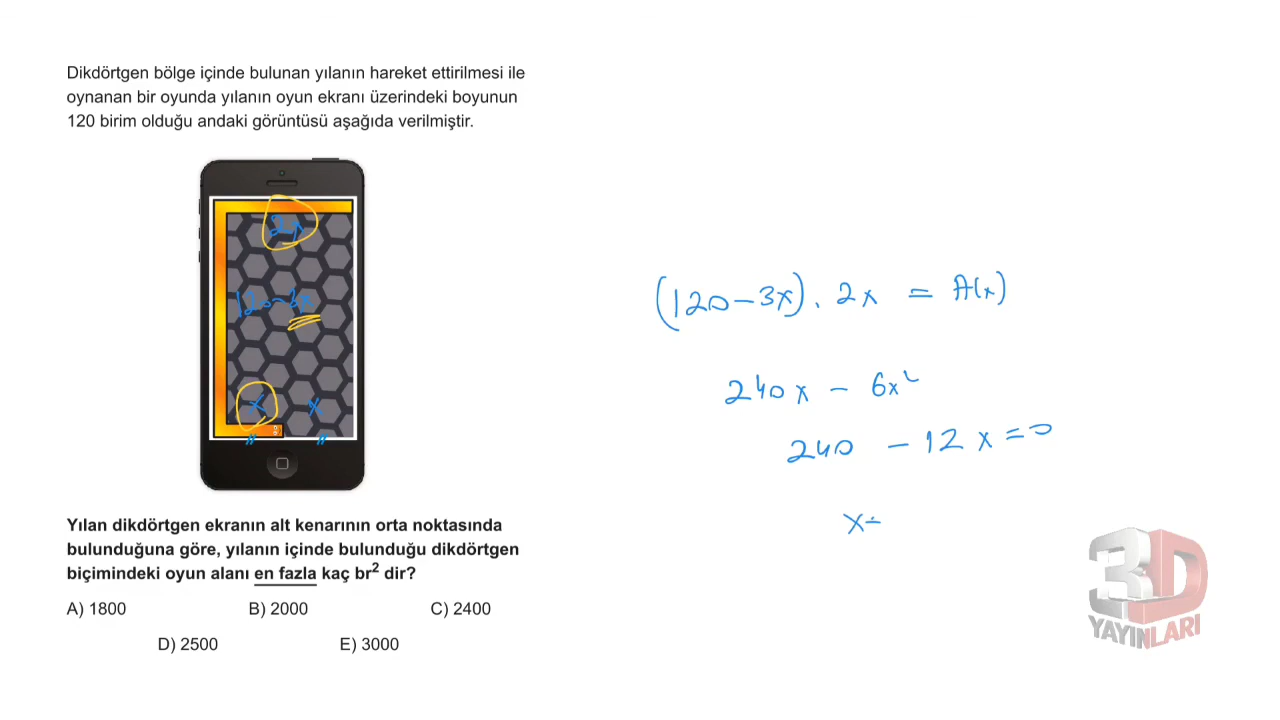 Dikdörtgen bölge içinde bulunan yılanın hareket ettirilmesi ile
oynanan bir oyunda yılanın oyun ekranı üzerindeki boyunun
120 birim olduğu andaki görüntüsü aşağıda verilmiştir.
2x
120-3x
x x
(120-3x). 2x = A(x)
240x - 6x²
240 - 12x=0
x=
Yılan dikdörtgen ekranın alt kenarının orta noktasında
bulunduğuna göre, yılanın içinde bulunduğu dikdörtgen
biçimindeki oyun alanı en fazla kaç br² dir?
A) 1800 B) 2000 C) 2400
D) 2500 E) 3000
3D
YAYINLARI